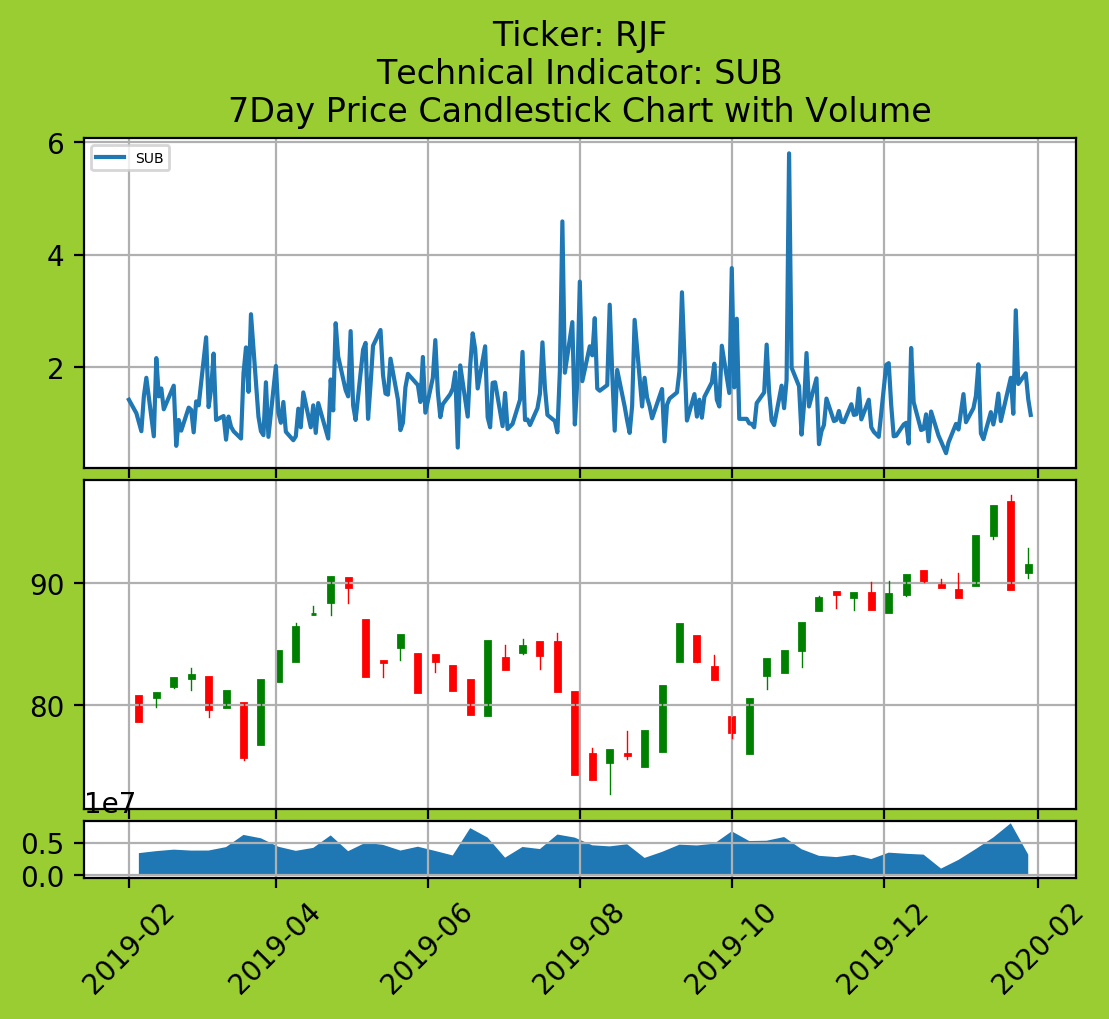 Ticker: RJF
Technical Indicator: SUB
7Day Price Candlestick Chart with Volume
6
SUB
4
2
90
80
1e7
0.5
0.0
2019-02 2019-04 2019-06 2019-08 2019-10 2019-12 2020-02